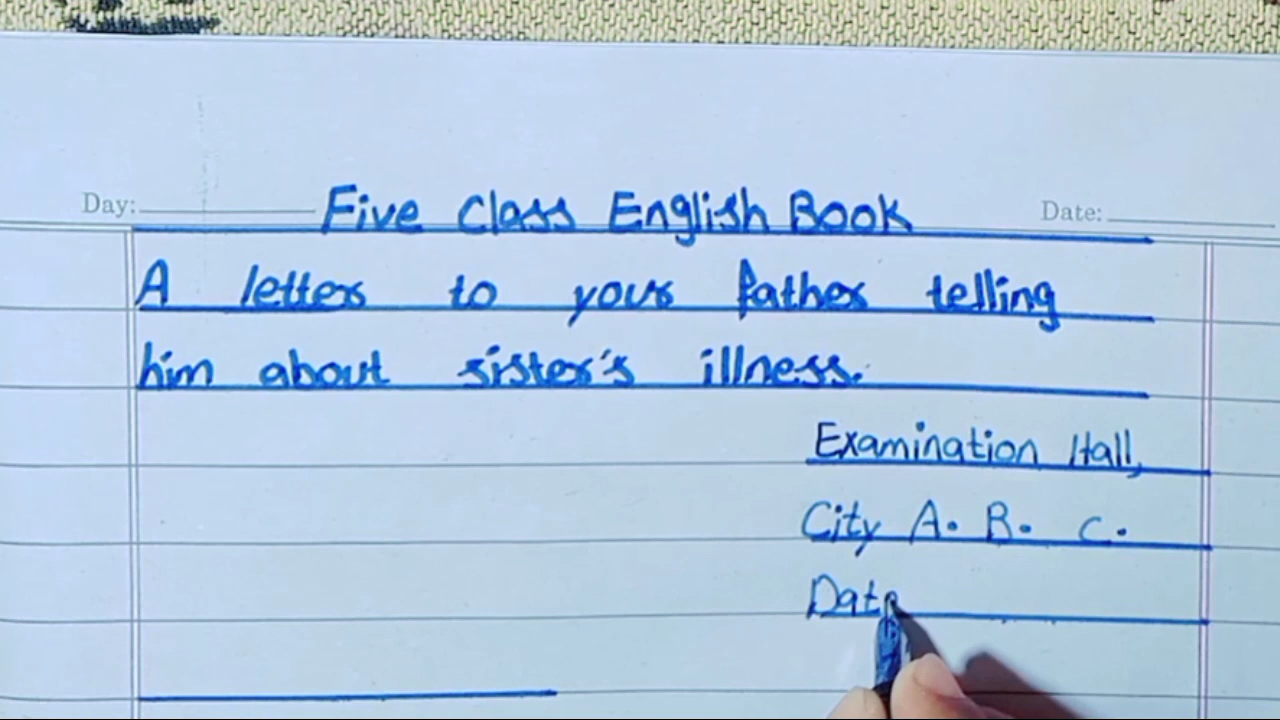 Day: Five Class English Book Date:
A letter to your father telling
him about sister's illness.
Examination Hall,
City A. B. C.
Date